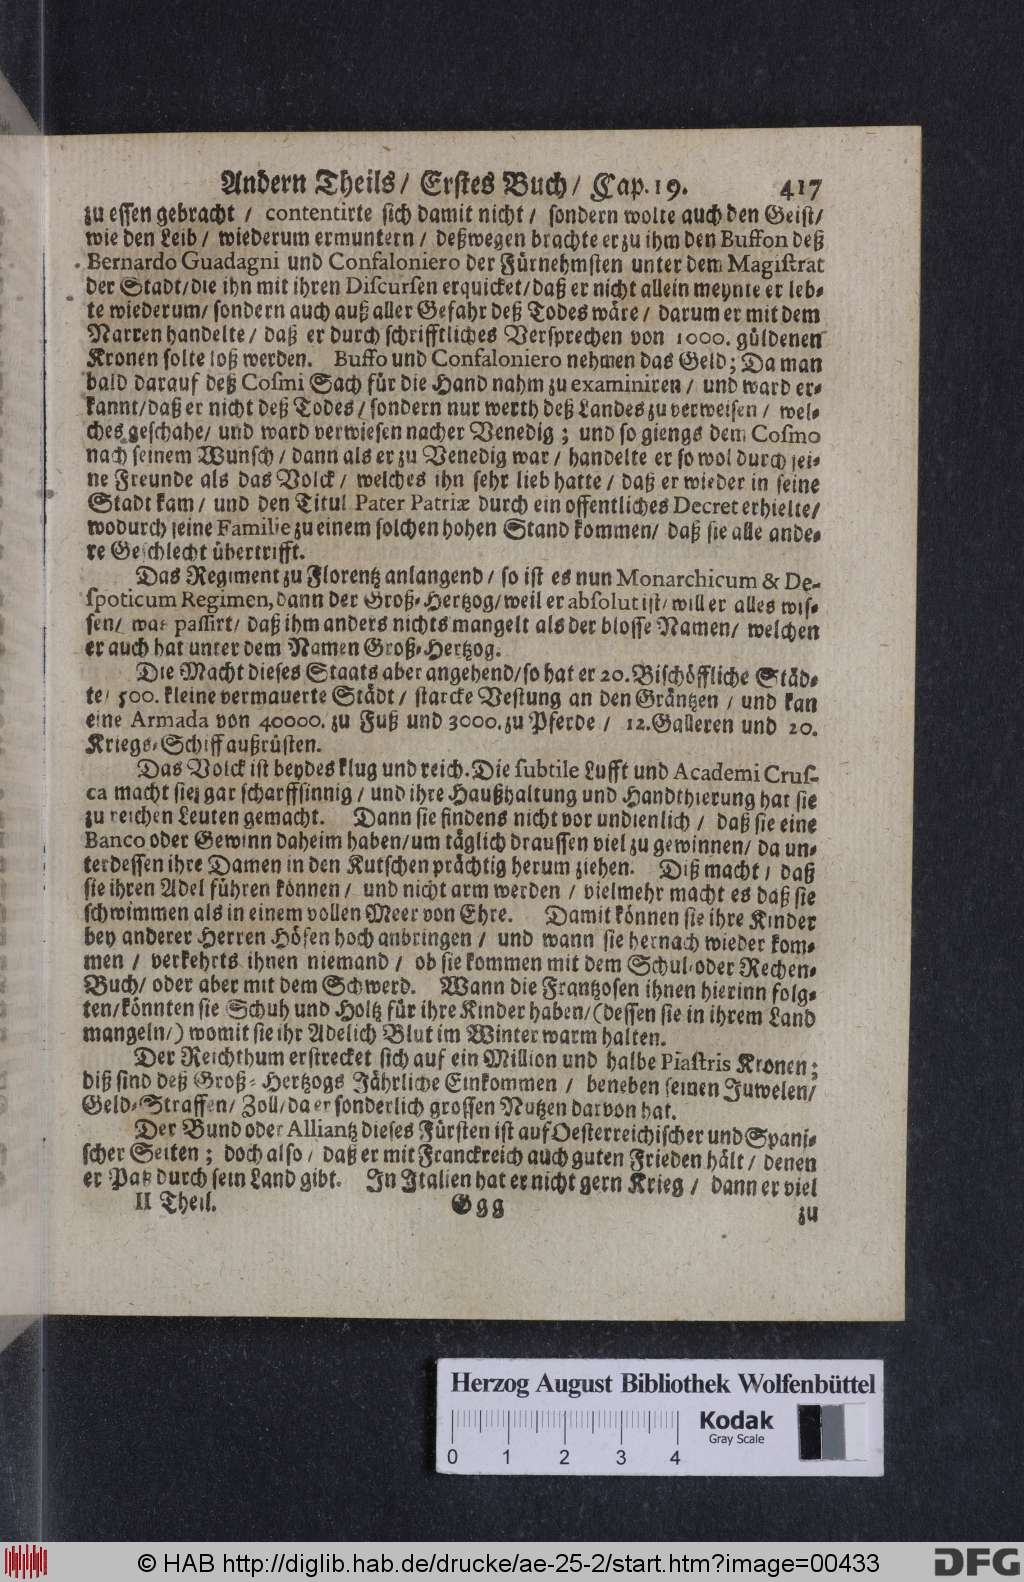 Andern Theils/ Erstes Buch/ Cap. 19. 417
zu essen gebracht / contentirte sich damit nicht / sondern wolte auch den Geist/
wie den Leib / wiederum ermuntern / deßwegen brachte er zu ihm den Buffon deß
Bernardo Guadagni und Confaloniero der Fürnehmsten unter dem Magistrat
der Stadt/ die ihn mit ihren Discursen erquicket/ daß er nicht allein meynte er leb-
te wiederum/ sondern auch auß aller Gefahr deß Todes wäre / darum er mit dem
Narren handelte / daß er durch schrifftliches Versprechen von 1000. güldenen
Kronen solte loß werden. Buffo und Confaloniero nehmen das Geld; Da man
bald darauf deß Cosmi Sach für die Hand nahm zu examiniren / und ward er-
kannt/ daß er nicht deß Todes / sondern nur werth deß Landes zu verweisen / wel-
ches geschahe/ und ward verwiesen nacher Venedig; und so giengs dem Cosmo
nach seinem Wunsch / dann als er zu Venedig war / handelte er so wol durch sei-
ne Freunde als das Volck / welches ihn sehr lieb hatte / daß er wieder in seine
Stadt kam / und den Titul Pater Patriæ durch ein offentliches Decret erhielte/
wodurch seine Familie zu einem solchen hohen Stand kommen/ daß sie alle ande-
re Geschlecht übertrifft.
Das Regiment zu Florentz anlangend / so ist es nun Monarchicum & De-
spoticum Regimen, dann der Groß-Hertzog/ weil er absolut ist/ will er alles wis-
sen/ was passirt/ daß ihm anders nichts mangelt als der blosse Namen/ welchen
er auch hat unter dem Namen Groß-Hertzog.
Die Macht dieses Staats aber angehend/ so hat er 20. Bischöffliche Städ-
te/ 500. kleine vermauerte Städt / starcke Vestung an den Gräntzen / und kan
eine Armada von 40000. zu Fuß und 3000. zu Pferde / 12. Galleren und 20.
Kriegs-Schiff außrüsten.
Das Volck ist beydes klug und reich. Die subtile Lufft und Academi Crus-
ca macht sie gar scharffsinnig / und ihre Haußhaltung und Handthierung hat sie
zu reichen Leuten gemacht. Dann sie findens nicht vor undienlich / daß sie eine
Banco oder Gewinn daheim haben/ um täglich draussen viel zu gewinnen/ da un-
terdessen ihre Damen in den Kutschen prächtig herum ziehen. Diß macht / daß
sie ihren Adel führen können / und nicht arm werden / vielmehr macht es daß sie
schwimmen als in einem vollen Meer von Ehre. Damit können sie ihre Kinder
bey anderer Herren Höfen hoch anbringen / und wann sie hernach wieder kom-
men / verkehrts ihnen niemand / ob sie kommen mit dem Schul- oder Rechen-
Buch/ oder aber mit dem Schwerd. Wann die Frantzosen ihnen hierinn folg-
ten/ könnten sie Schuh und Holtz für ihre Kinder haben/ (dessen sie in ihrem Land
mangeln/) womit sie ihr Adelich Blut im Winter warm halten.
Der Reichthum erstrecket sich auf ein Million und halbe Piastris Kronen;
diß sind deß Groß-Hertzogs Jährliche Einkommen / beneben seinen Juwelen/
Geld-Straffen/ Zoll/ da er sonderlich grossen Nutzen darvon hat.
Der Bund oder Alliantz dieses Fürsten ist auf Oesterreichischer und Spani-
scher Seiten; doch also / daß er mit Franckreich auch guten Frieden hält / denen
er Paß durch sein Land gibt. In Italien hat er nicht gern Krieg / dann er viel
II Theil. Ggg
zu
Herzog August Bibliothek Wolfenbüttel
0 1 2 3 4
Kodak
Gray Scale
© HAB http://diglib.hab.de/drucke/ae-25-2/start.htm?image=00433
DFG